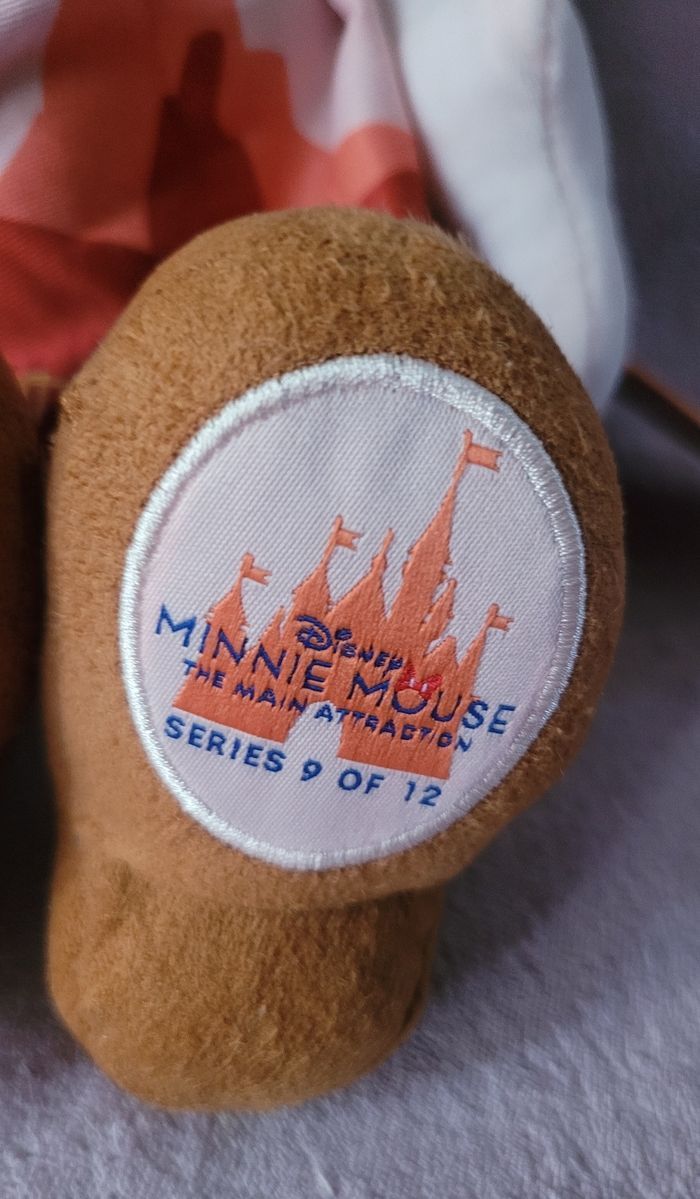 Disney
MINNIE MOUSE
THE MAIN ATTRACTION
SERIES 9 OF 12